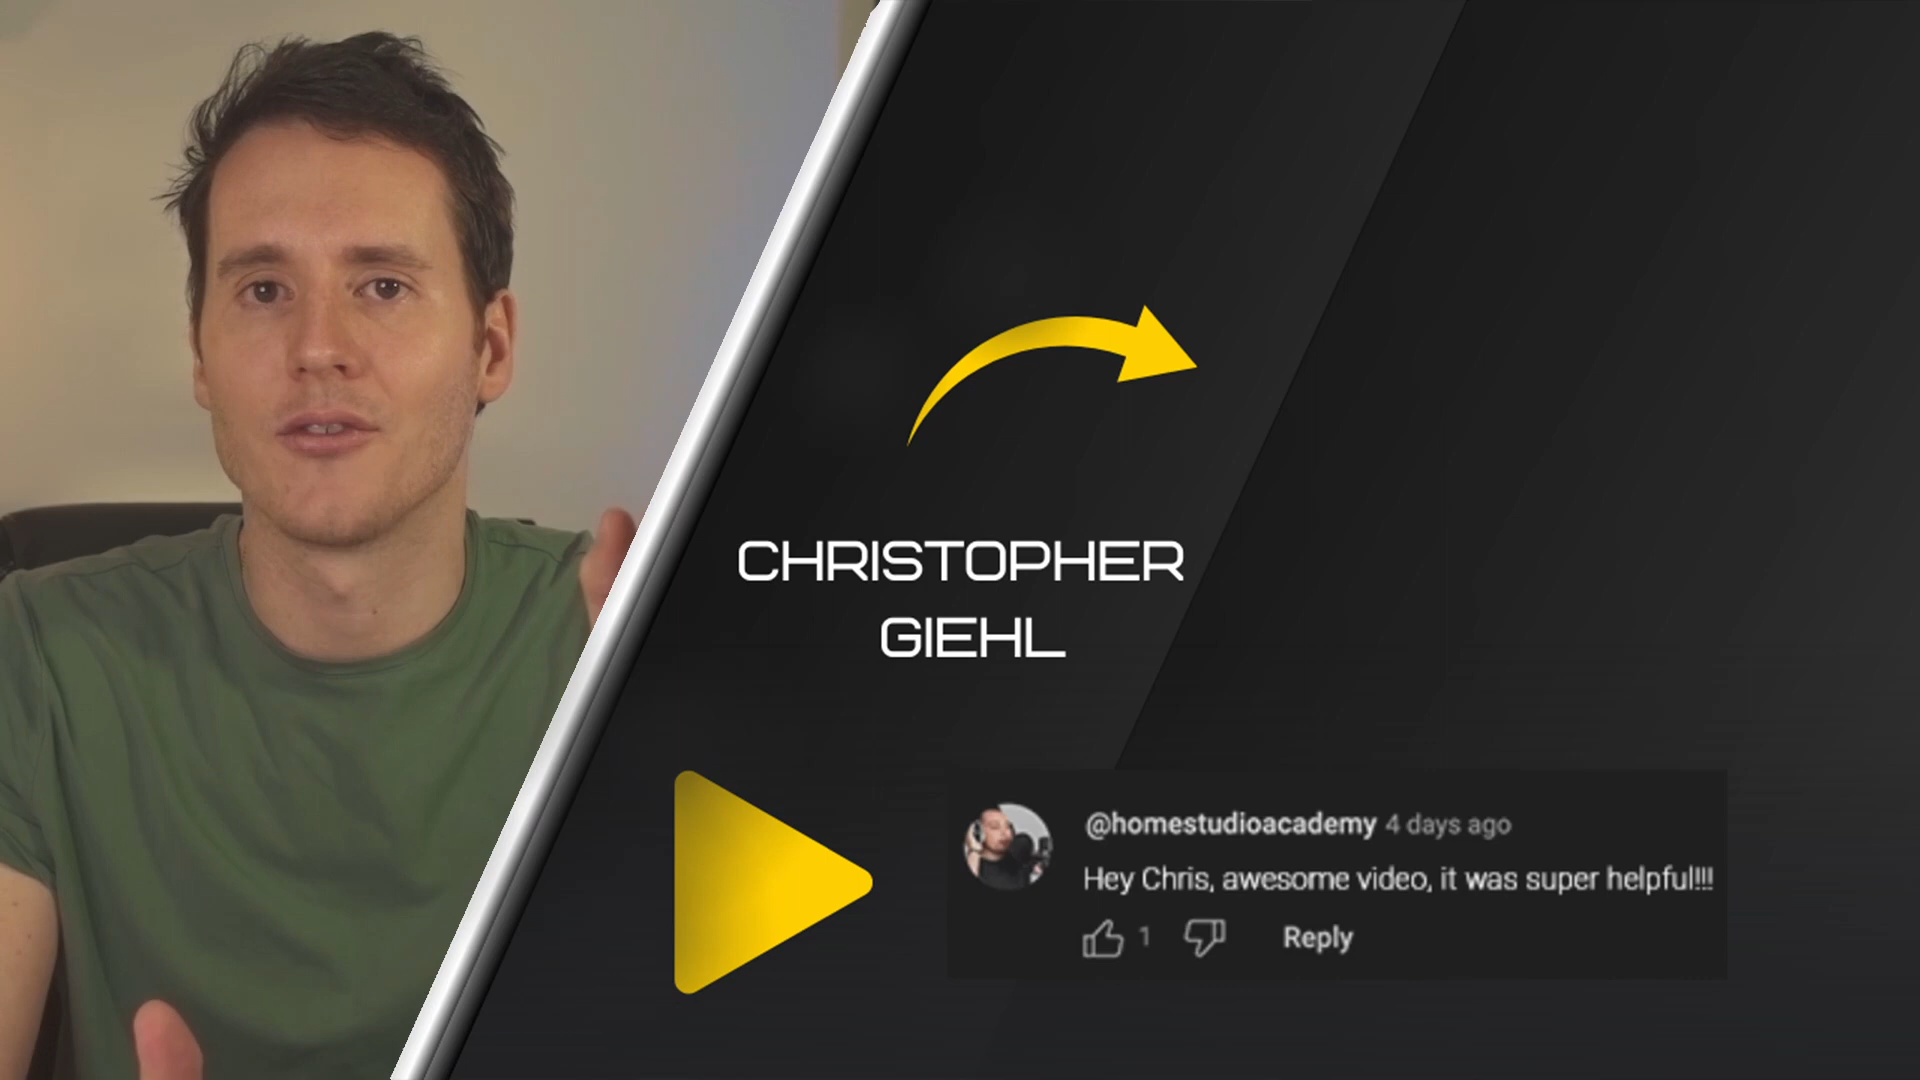 CHRISTOPHER
GIEHL
@homestudioacademy 4 days ago
Hey Chris, awesome video, it was super helpful!!!
1 Reply